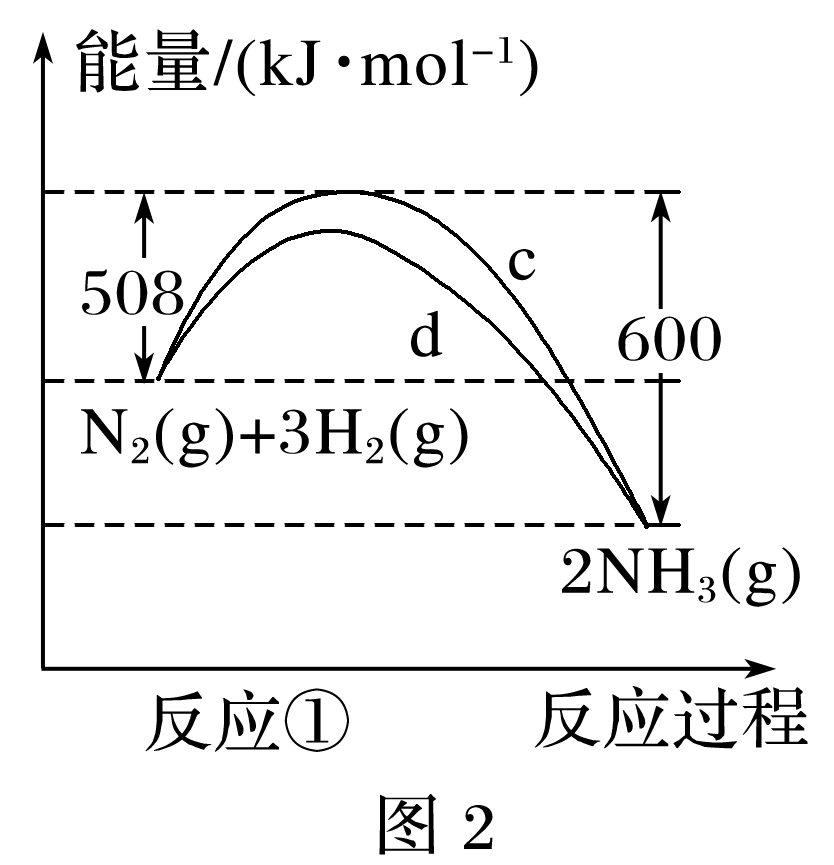 能量/(kJ·mol⁻¹)
c
508
d
600
N₂(g)+3H₂(g)
2NH₃(g)
反应① 反应过程
图 2